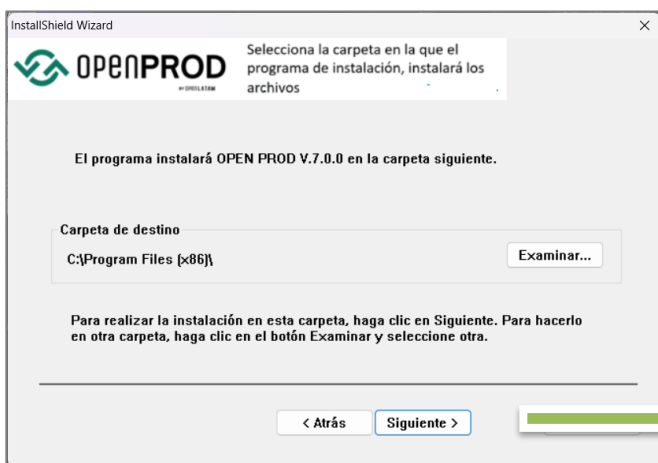 InstallShield Wizard
OPENPROD
BY OPENLATAM
Selecciona la carpeta en la que el
programa de instalación, instalará los
archivos
El programa instalará OPEN PROD V.7.0.0 en la carpeta siguiente.
Carpeta de destino
C:\Program Files (x86)\
Examinar...
Para realizar la instalación en esta carpeta, haga clic en Siguiente. Para hacerlo
en otra carpeta, haga clic en el botón Examinar y seleccione otra.
< Atrás
Siguiente >